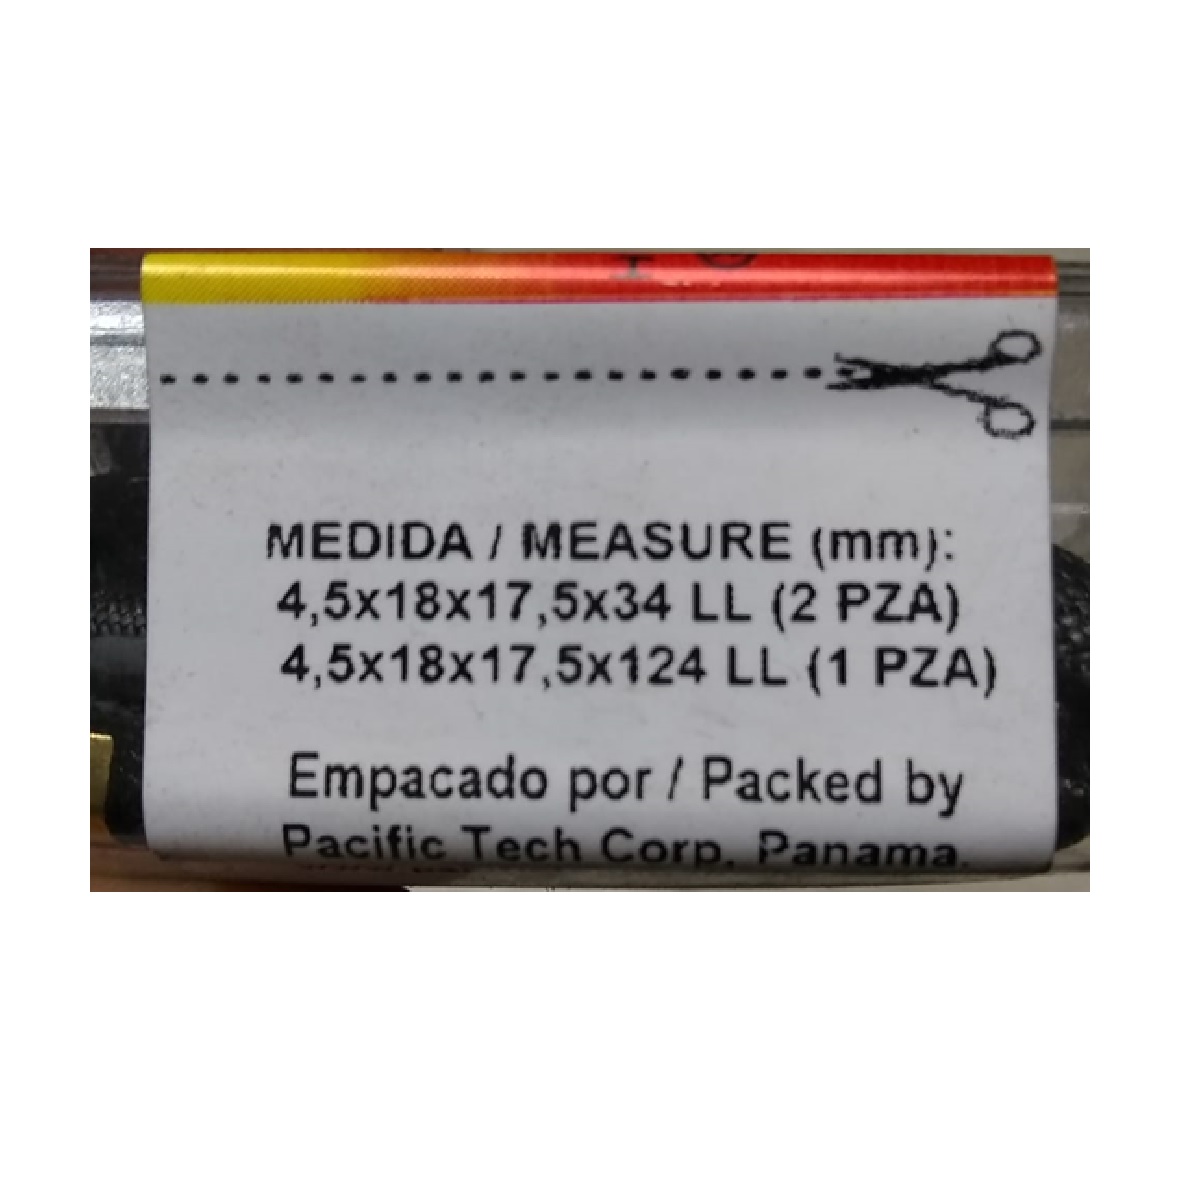 MEDIDA / MEASURE (mm):
4,5x18x17,5x34 LL (2 PZA)
4,5x18x17,5x124 LL (1 PZA)
Empacado por / Packed by
Pacific Tech Corp. Panama.